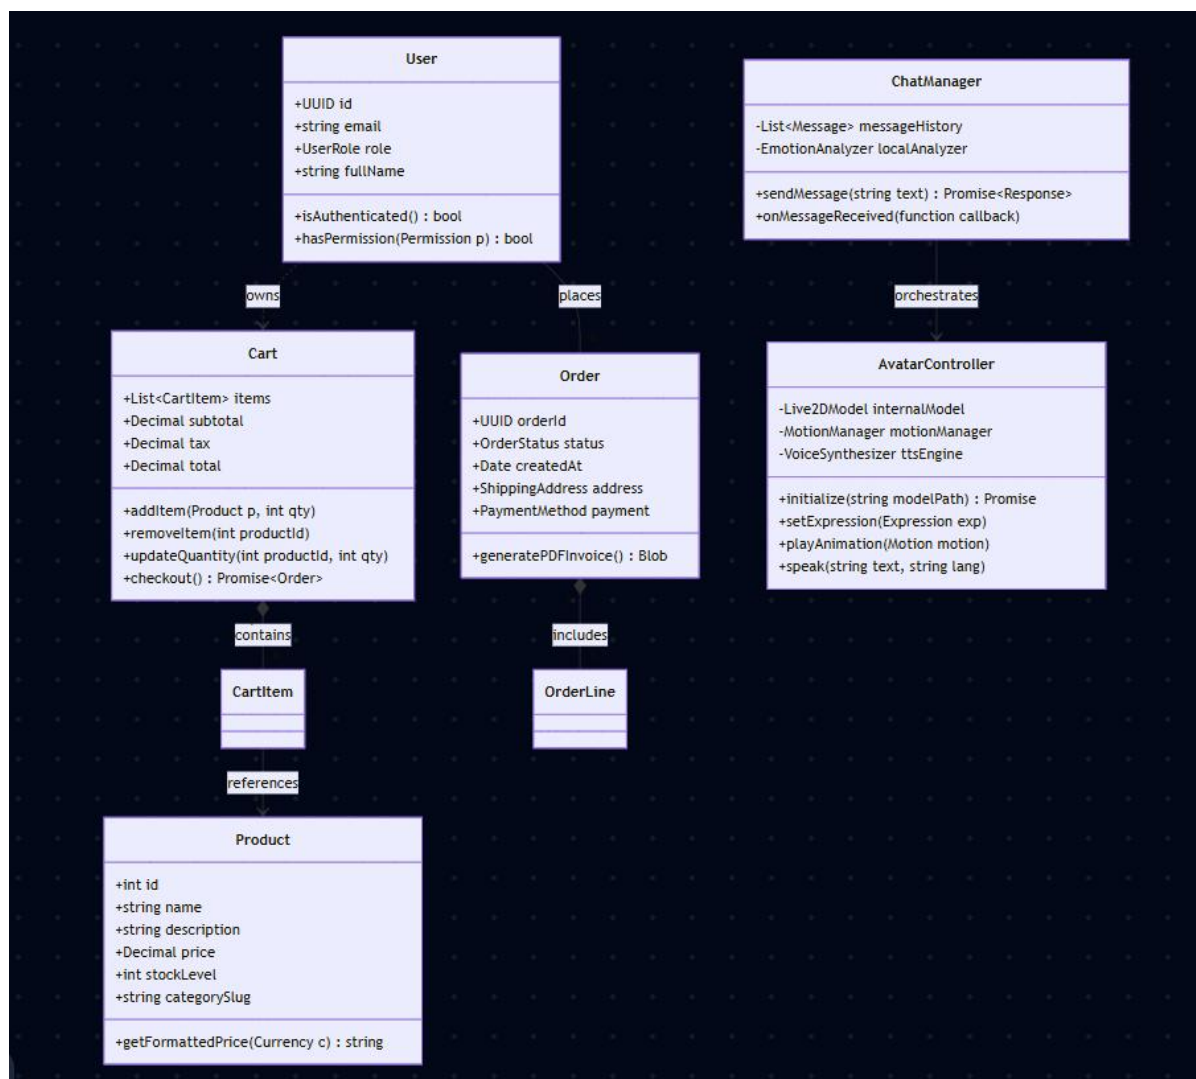 User
+UUID id
+string email
+UserRole role
+string fullName
+isAuthenticated() : bool
+hasPermission(Permission p) : bool
ChatManager
-List<Message> messageHistory
-EmotionAnalyzer localAnalyzer
+sendMessage(string text) : Promise<Response>
+onMessageReceived(function callback)
owns
places
orchestrates
Cart
+List<CartItem> items
+Decimal subtotal
+Decimal tax
+Decimal total
+addItem(Product p, int qty)
+removeItem(int productId)
+updateQuantity(int productId, int qty)
+checkout() : Promise<Order>
Order
+UUID orderId
+OrderStatus status
+Date createdAt
+ShippingAddress address
+PaymentMethod payment
+generatePDFInvoice() : Blob
AvatarController
-Live2DModel internalModel
-MotionManager motionManager
-VoiceSynthesizer ttsEngine
+initialize(string modelPath) : Promise
+setExpression(Expression exp)
+playAnimation(Motion motion)
+speak(string text, string lang)
contains
includes
CartItem
OrderLine
references
Product
+int id
+string name
+string description
+Decimal price
+int stockLevel
+string categorySlug
+getFormattedPrice(Currency c) : string